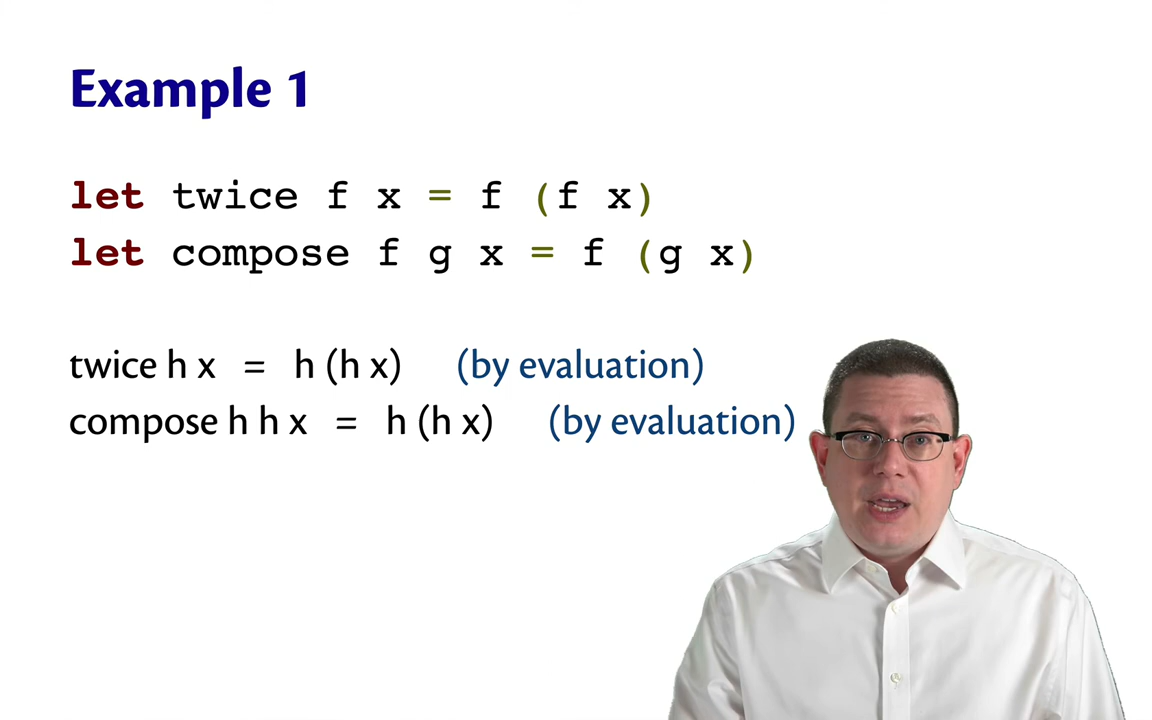 Example 1
let twice f x = f (f x)
let compose f g x = f (g x)
twice h x = h (h x) (by evaluation)
compose h h x = h (h x) (by evaluation)